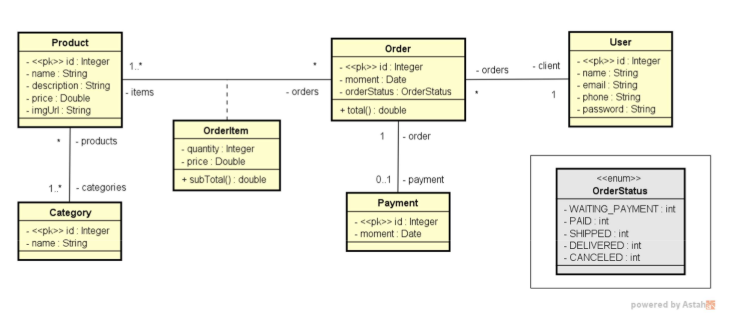 Product
- <<pk>> id : Integer
- name : String
- description : String
- price : Double
- imgUrl : String
1..*
*
- items
- orders
Order
- <<pk>> id : Integer
- moment : Date
- orderStatus : OrderStatus
+ total() : double
- orders
- client
*
1
User
- <<pk>> id : Integer
- name : String
- email : String
- phone : String
- password : String
OrderItem
- quantity : Integer
- price : Double
+ subTotal() : double
*
- products
1..*
- categories
1
- order
0..1
- payment
Category
- <<pk>> id : Integer
- name : String
Payment
- <<pk>> id : Integer
- moment : Date
<<enum>>
OrderStatus
- WAITING_PAYMENT : int
- PAID : int
- SHIPPED : int
- DELIVERED : int
- CANCELED : int
powered by Astah